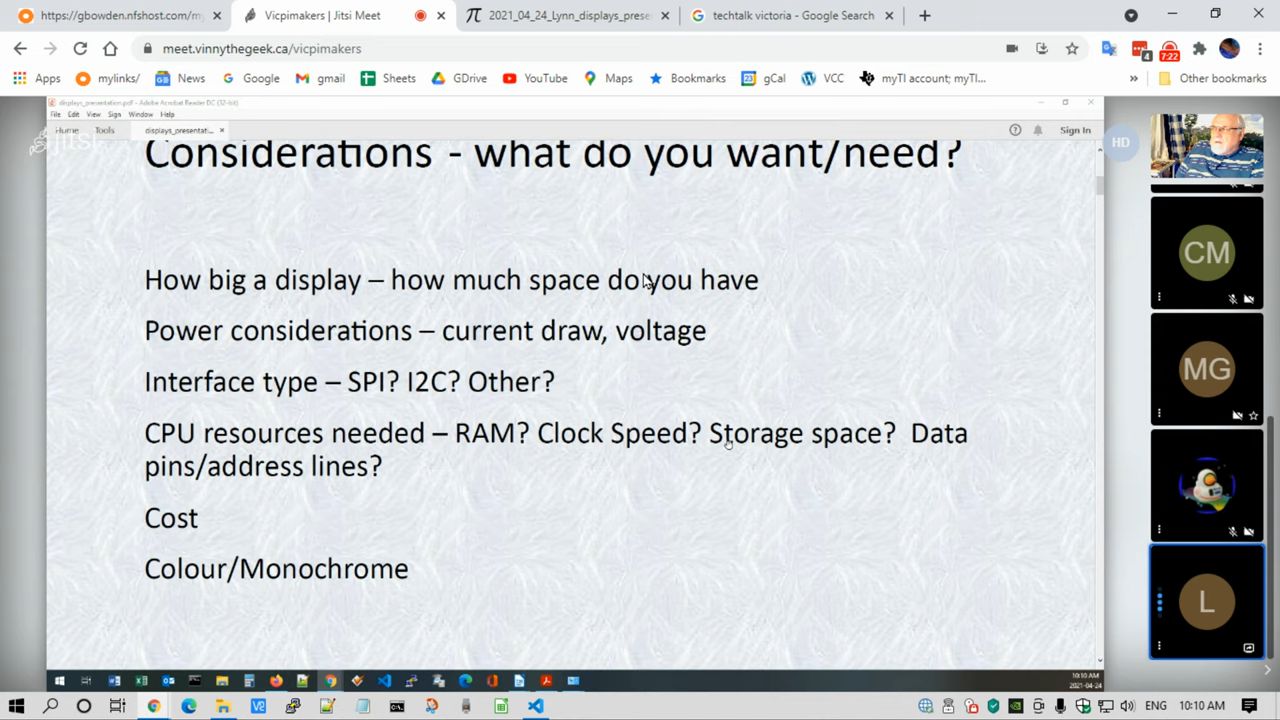 https://gbowden.nfshost.com/my
Vicpimakers | Jitsi Meet
2021_04_24_Lynn_displays_prese
techtalk victoria - Google Search
meet.vinnythegeek.ca/vicpimakers
7:22
Apps
mylinks/
News
Google
gmail
Sheets
GDrive
YouTube
Maps
Bookmarks
gCal
VCC
myTI account; myTI...
Other bookmarks
displays_presentation.pdf - Adobe Acrobat Reader DC (32-bit)
File Edit View Sign Window Help
Home Tools displays_presentati... Sign In
Jitsi
HD
Considerations - what do you want/need?
How big a display – how much space do you have
Power considerations – current draw, voltage
Interface type – SPI? I2C? Other?
CPU resources needed – RAM? Clock Speed? Storage space? Data
pins/address lines?
Cost
Colour/Monochrome
CM
MG
L
10:10 AM
2021-04-24
ENG 10:10 AM